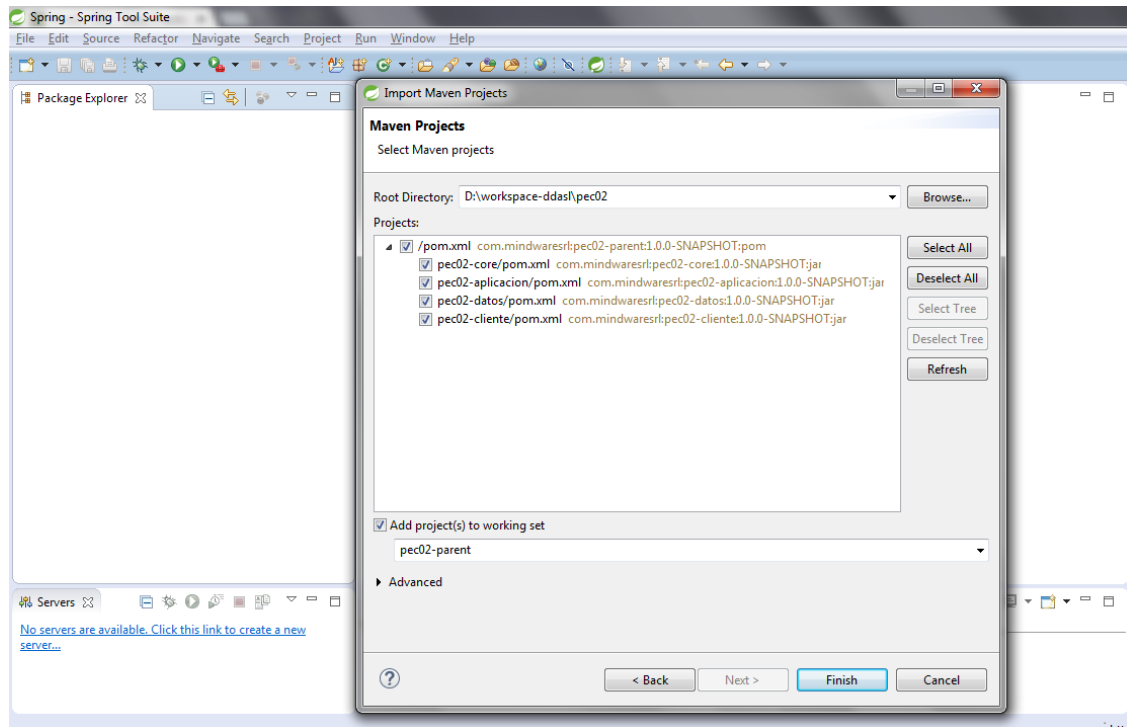 Spring - Spring Tool Suite
File Edit Source Refactor Navigate Search Project Run Window Help
Package Explorer
Import Maven Projects
Maven Projects
Select Maven projects
Root Directory: D:\workspace-ddasl\pec02 Browse...
Projects:
/pom.xml com.mindwaresrl:pec02-parent:1.0.0-SNAPSHOT:pom
pec02-core/pom.xml com.mindwaresrl:pec02-core:1.0.0-SNAPSHOT:jar
pec02-aplicacion/pom.xml com.mindwaresrl:pec02-aplicacion:1.0.0-SNAPSHOT:jar
pec02-datos/pom.xml com.mindwaresrl:pec02-datos:1.0.0-SNAPSHOT:jar
pec02-cliente/pom.xml com.mindwaresrl:pec02-cliente:1.0.0-SNAPSHOT:jar
Select All
Deselect All
Select Tree
Deselect Tree
Refresh
Add project(s) to working set
pec02-parent
Advanced
Servers
No servers are available. Click this link to create a new
server...
? < Back Next > Finish Cancel